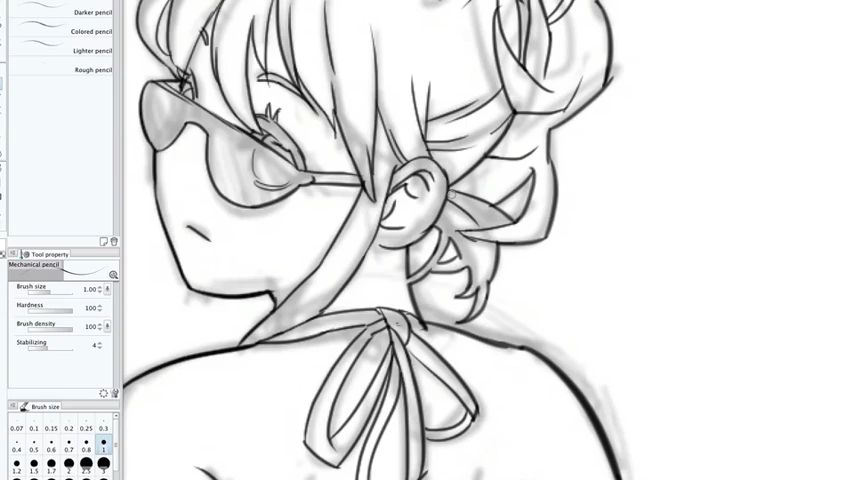 Darker pencil
Colored pencil
Lighter pencil
Rough pencil
Tool property
Mechanical pencil
Brush size 1.00
Hardness 100
Brush density 100
Stabilizing 4
Brush size
0.07 0.1 0.15 0.2 0.25 0.3
0.4 0.5 0.6 0.7 0.8 1
1.2 1.5 1.7 2 2.5 3